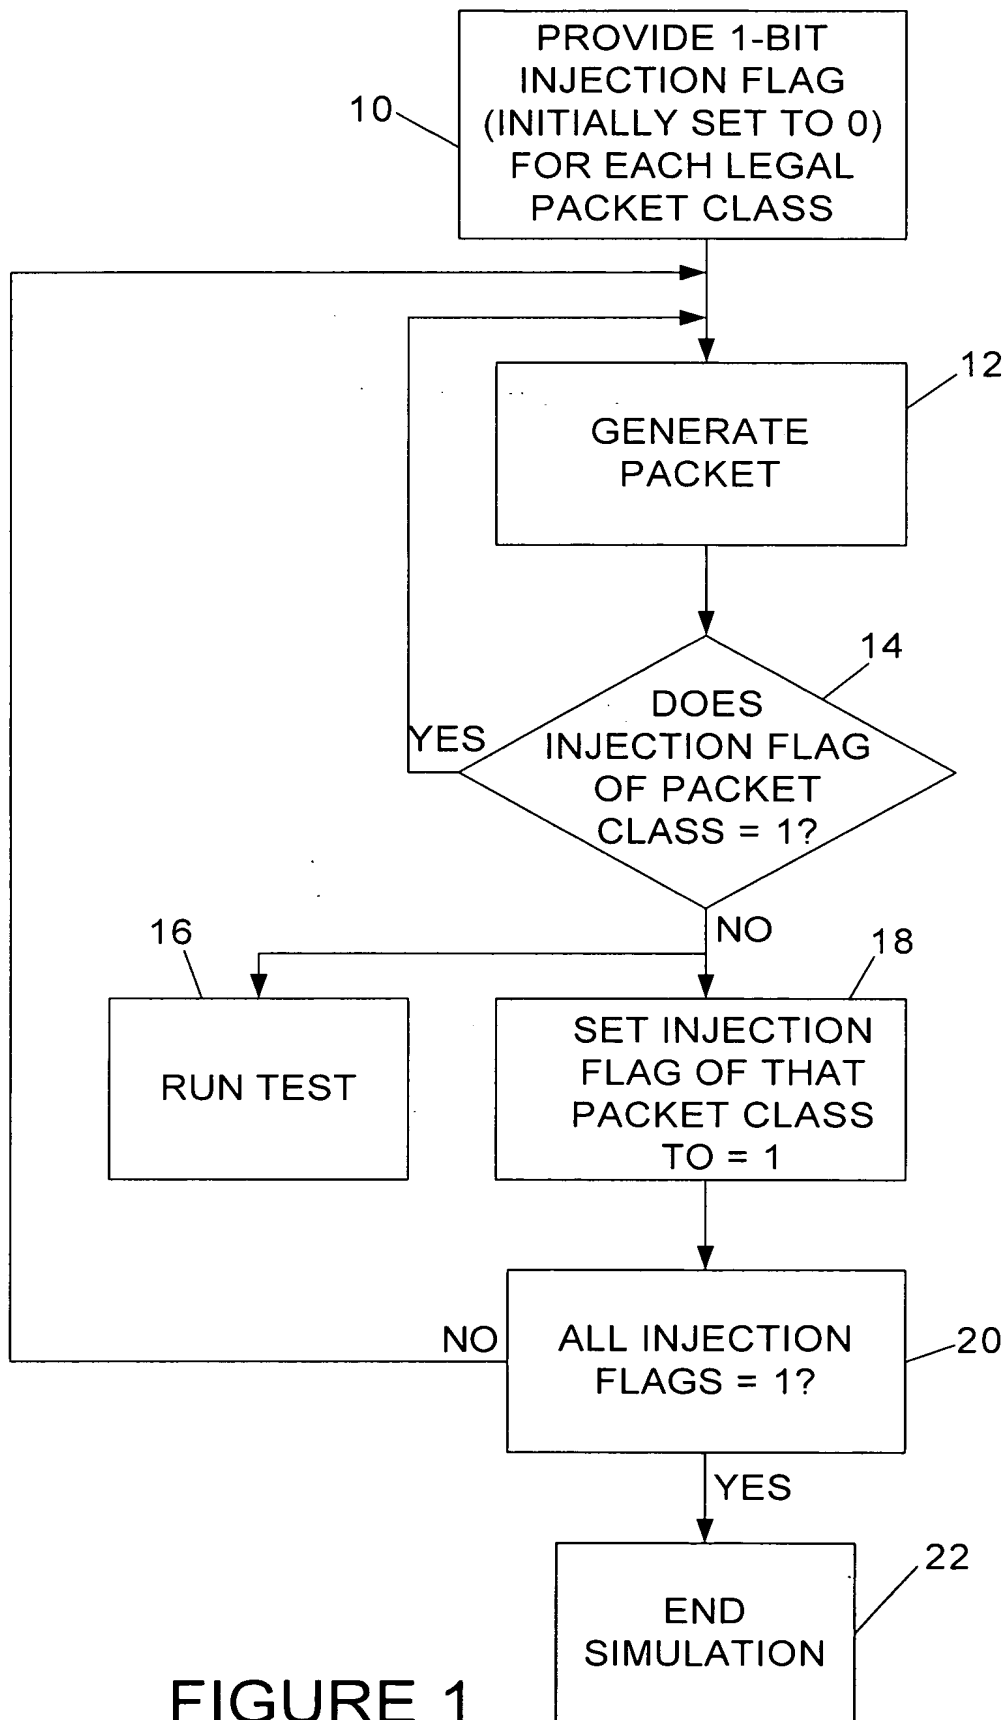 PROVIDE 1-BIT
INJECTION FLAG
(INITIALLY SET TO 0)
FOR EACH LEGAL
PACKET CLASS
10
12
GENERATE
PACKET
14
DOES
INJECTION FLAG
OF PACKET
CLASS = 1?
YES
NO
16
18
RUN TEST
SET INJECTION
FLAG OF THAT
PACKET CLASS
TO = 1
NO
ALL INJECTION
FLAGS = 1?
20
YES
22
END
SIMULATION
FIGURE 1